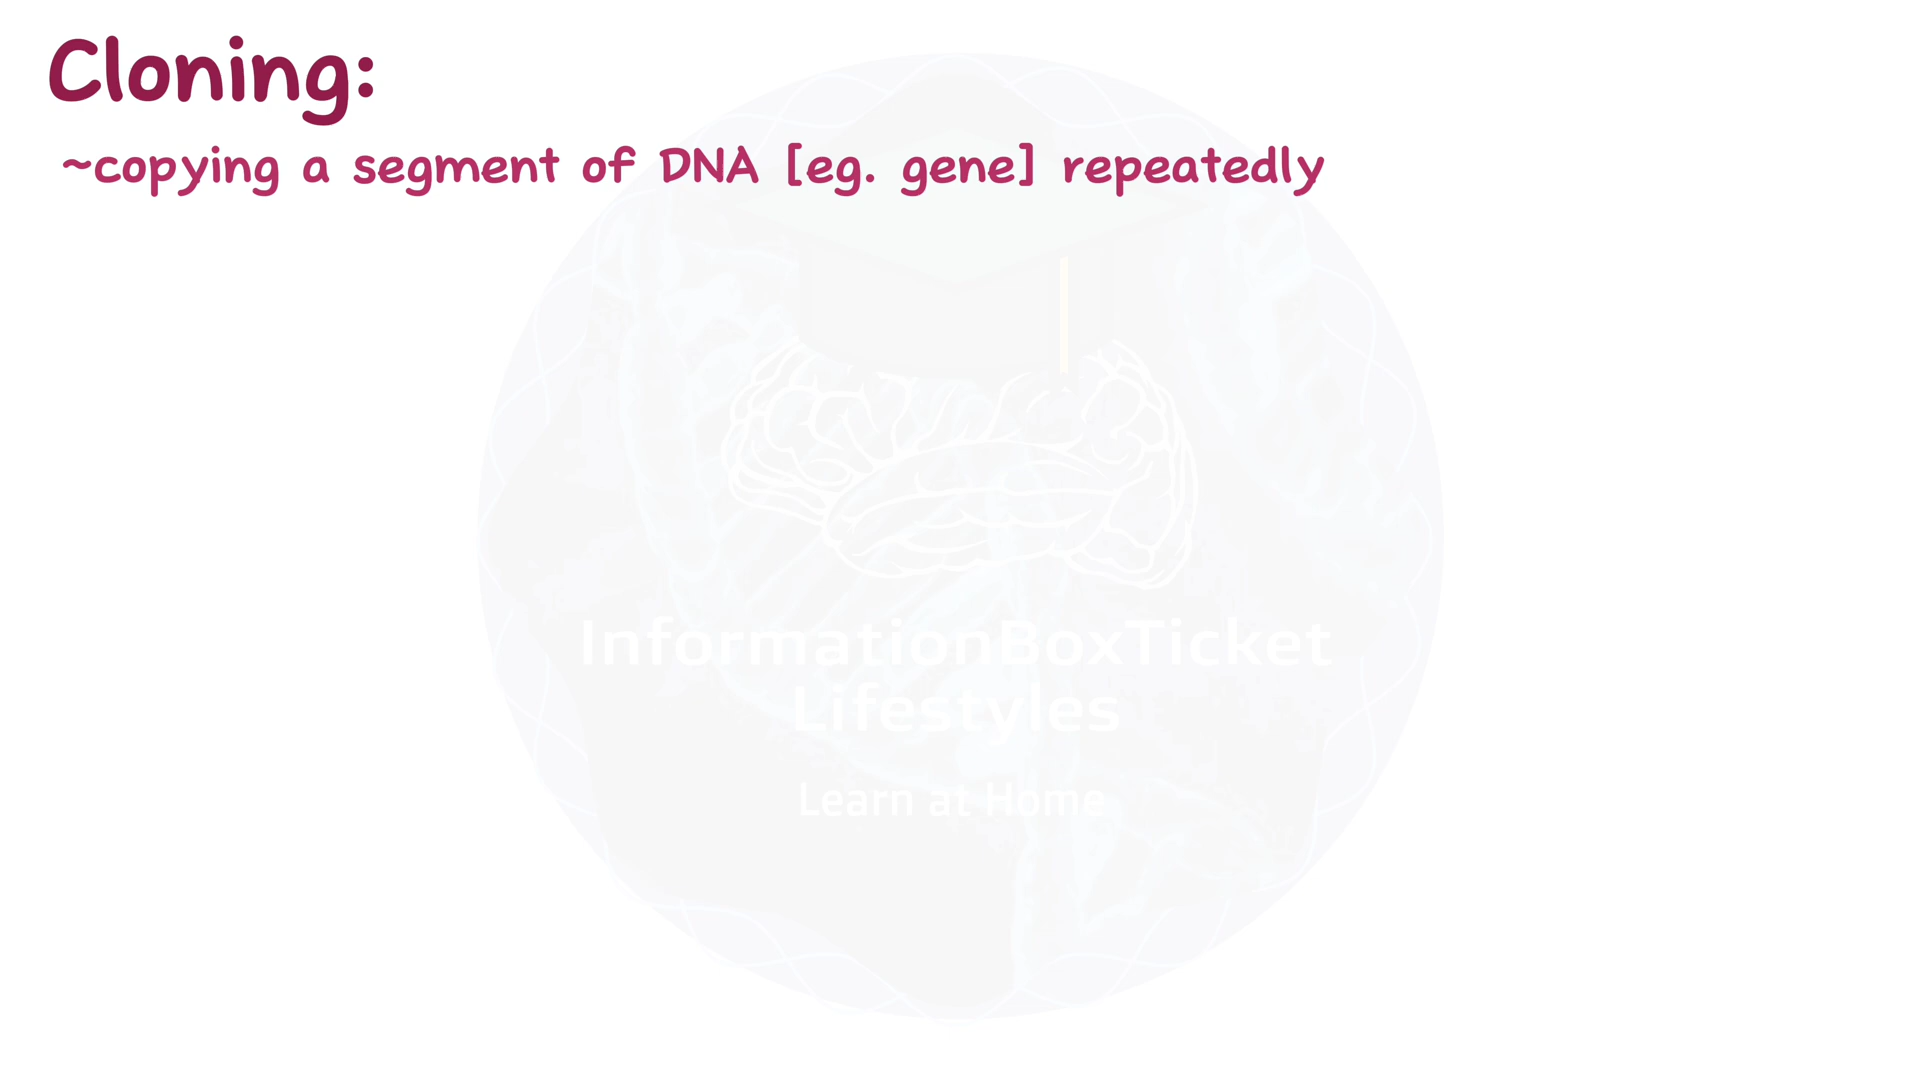 Cloning:
~copying a segment of DNA [eg. gene] repeatedly
InformationBoxTicket
Lifestyles
Learn at Home